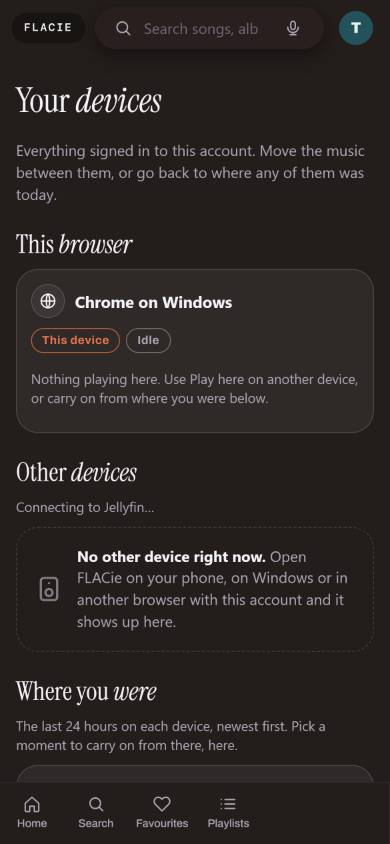 FLACIE
Search songs, alb
T
Your devices
Everything signed in to this account. Move the music
between them, or go back to where any of them was
today.
This browser
Chrome on Windows
This device
Idle
Nothing playing here. Use Play here on another device,
or carry on from where you were below.
Other devices
Connecting to Jellyfin...
No other device right now. Open
FLACie on your phone, on Windows or in
another browser with this account and it
shows up here.
Where you were
The last 24 hours on each device, newest first. Pick a
moment to carry on from there, here.
Home
Search
Favourites
Playlists